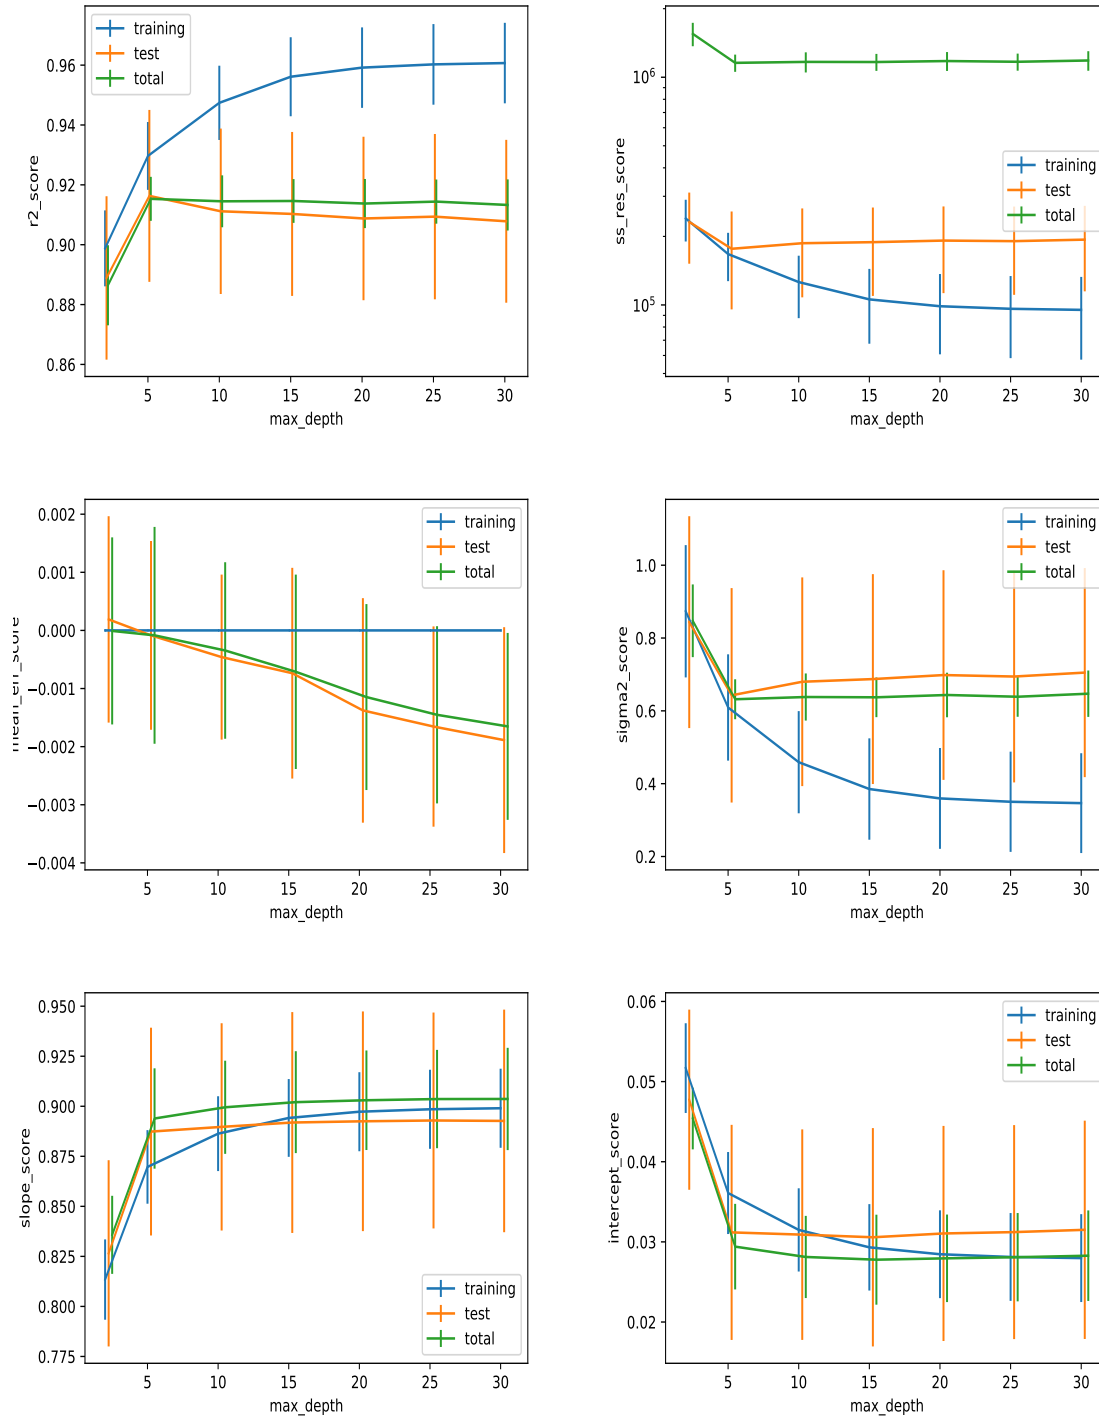 r2_score
0.96
0.94
0.92
0.90
0.88
0.86
training
test
total
5 10 15 20 25 30
max_depth
ss_res_score
10^6
10^5
training
test
total
5 10 15 20 25 30
max_depth
0.002
0.001
0.000
−0.001
−0.002
−0.003
−0.004
training
test
total
5 10 15 20 25 30
max_depth
sigma2_score
1.0
0.8
0.6
0.4
0.2
training
test
total
5 10 15 20 25 30
max_depth
slope_score
0.950
0.925
0.900
0.875
0.850
0.825
0.800
0.775
training
test
total
5 10 15 20 25 30
max_depth
intercept_score
0.06
0.05
0.04
0.03
0.02
training
test
total
5 10 15 20 25 30
max_depth